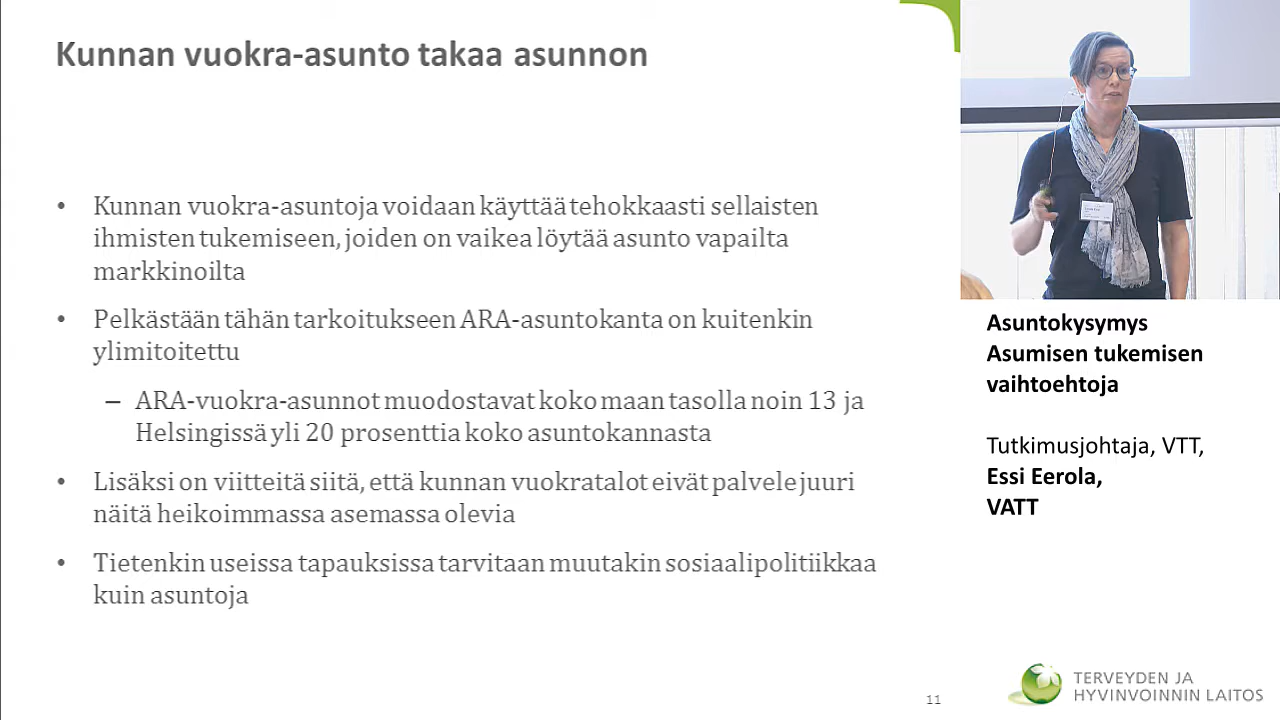 Kunnan vuokra-asunto takaa asunnon
• Kunnan vuokra-asuntoja voidaan käyttää tehokkaasti sellaisten
ihmisten tukemiseen, joiden on vaikea löytää asunto vapailta
markkinoilta
• Pelkästään tähän tarkoitukseen ARA-asuntokanta on kuitenkin
ylimitoitettu
– ARA-vuokra-asunnot muodostavat koko maan tasolla noin 13 ja
Helsingissä yli 20 prosenttia koko asuntokannasta
• Lisäksi on viitteitä siitä, että kunnan vuokratalot eivät palvele juuri
näitä heikoimmassa asemassa olevia
• Tietenkin useissa tapauksissa tarvitaan muutakin sosiaalipolitiikkaa
kuin asuntoja
11
Asuntokysymys
Asumisen tukemisen
vaihtoehtoja
Tutkimusjohtaja, VTT,
Essi Eerola,
VATT
TERVEYDEN JA
HYVINVOINNIN LAITOS